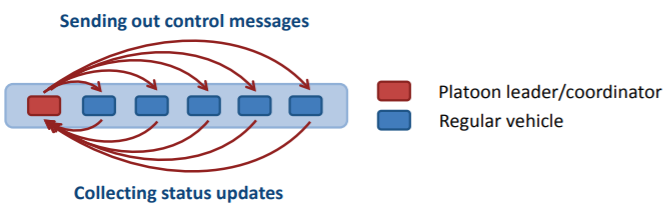 Sending out control messages
Platoon leader/coordinator
Regular vehicle
Collecting status updates